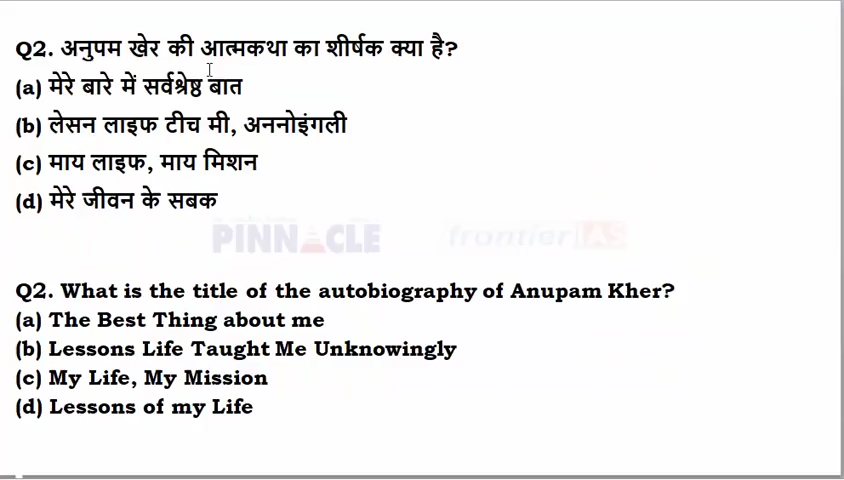 Q2. अनुपम खेर की आत्मकथा का शीर्षक क्या है?
(a) मेरे बारे में सर्वश्रेष्ठ बात
(b) लेसन लाइफ टीच मी, अननोइंगली
(c) माय लाइफ, माय मिशन
(d) मेरे जीवन के सबक
PINNACLE frontierIAS
Q2. What is the title of the autobiography of Anupam Kher?
(a) The Best Thing about me
(b) Lessons Life Taught Me Unknowingly
(c) My Life, My Mission
(d) Lessons of my Life